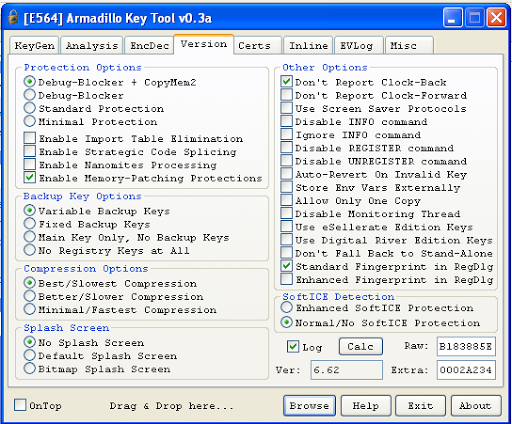 [E564] Armadillo Key Tool v0.3a
KeyGen Analysis EncDec Version Certs Inline EVLog Misc
Protection Options
Debug-Blocker + CopyMem2
Debug-Blocker
Standard Protection
Minimal Protection
Enable Import Table Elimination
Enable Strategic Code Splicing
Enable Nanomites Processing
Enable Memory-Patching Protections
Backup Key Options
Variable Backup Keys
Fixed Backup Keys
Main Key Only, No Backup Keys
No Registry Keys at All
Compression Options
Best/Slowest Compression
Better/Slower Compression
Minimal/Fastest Compression
Splash Screen
No Splash Screen
Default Splash Screen
Bitmap Splash Screen
Other Options
Don't Report Clock-Back
Don't Report Clock-Forward
Use Screen Saver Protocols
Disable INFO command
Ignore INFO command
Disable REGISTER command
Disable UNREGISTER command
Auto-Revert On Invalid Key
Store Env Vars Externally
Allow Only One Copy
Disable Monitoring Thread
Use eSellerate Edition Keys
Use Digital River Edition Keys
Don't Fall Back to Stand-Alone
Standard Fingerprint in RegDlg
Enhanced Fingerprint in RegDlg
SoftICE Detection
Enhanced SoftICE Protection
Normal/No SoftICE Protection
Log Calc Raw: B183885E
Ver: 6.62 Extra: 0002A234
OnTop Drag & Drop here... Browse Help Exit About